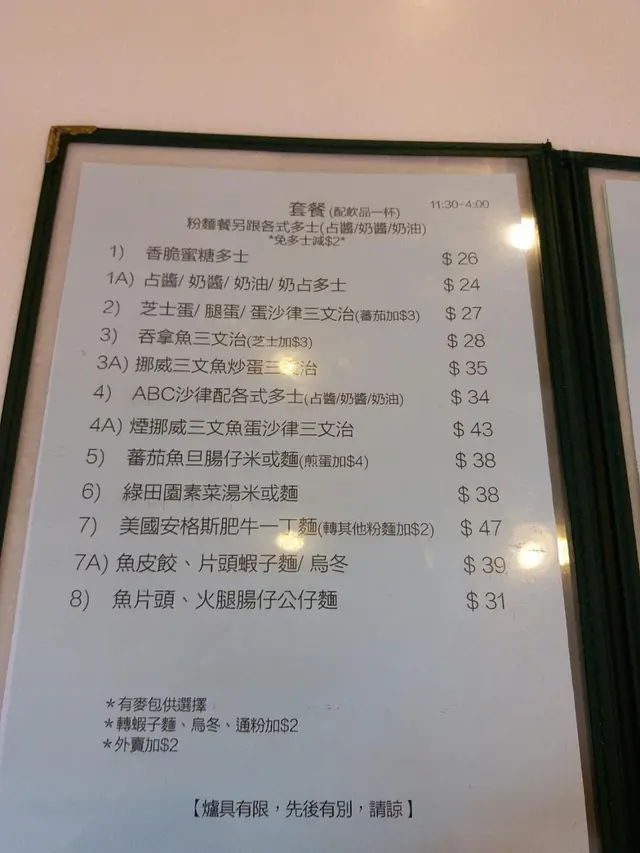 套餐(配飲品一杯) 11:30-4:00
粉麵餐另跟各式多士(占醬/奶醬/奶油)
*免多士減$2*
1) 香脆蜜糖多士 $26
1A) 占醬/奶醬/奶油/奶占多士 $24
2) 芝士蛋/腿蛋/蛋沙律三文治(蕃茄加$3) $27
3) 吞拿魚三文治(芝士加$3) $28
3A) 挪威三文魚炒蛋三文治 $35
4) ABC沙律配各式多士(占醬/奶醬/奶油) $34
4A) 煙挪威三文魚蛋沙律三文治 $43
5) 蕃茄魚旦腸仔米或麵(煎蛋加$4) $38
6) 綠田園素菜湯米或麵 $38
7) 美國安格斯肥牛一丁麵(轉其他粉麵加$2) $47
7A) 魚皮餃、片頭蝦子麵/烏冬 $39
8) 魚片頭、火腿腸仔公仔麵 $31
*有麥包供選擇
*轉蝦子麵、烏冬、通粉加$2
*外賣加$2
【爐具有限，先後有別，請諒】